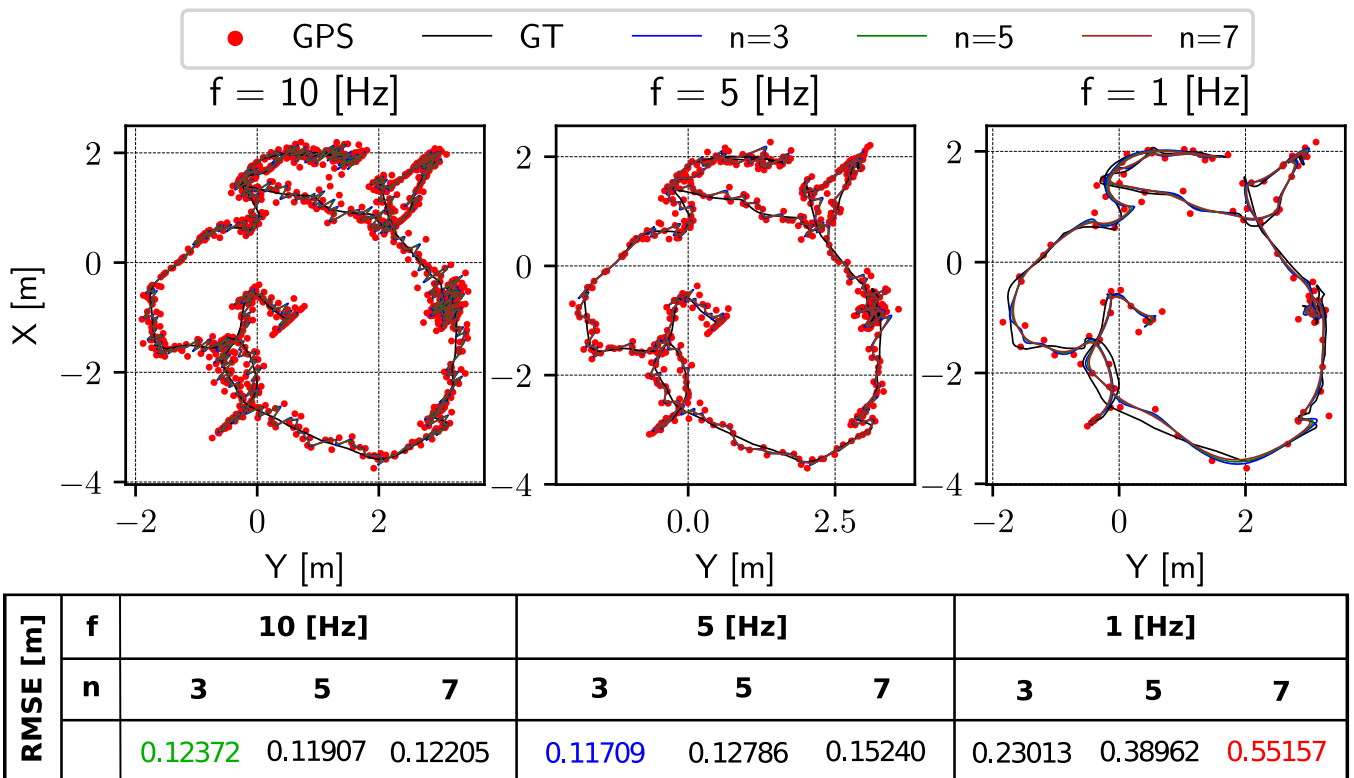 GPS GT n=3 n=5 n=7
f = 10 [Hz] f = 5 [Hz] f = 1 [Hz]
X [m]
2
0
−2
−4
−2 0 2
Y [m]
2
0
−2
−4
0.0 2.5
Y [m]
2
0
−2
−4
−2 0 2
Y [m]
RMSE [m]
f 10 [Hz] 5 [Hz] 1 [Hz]
n 3 5 7 3 5 7 3 5 7
0.12372 0.11907 0.12205 0.11709 0.12786 0.15240 0.23013 0.38962 0.55157